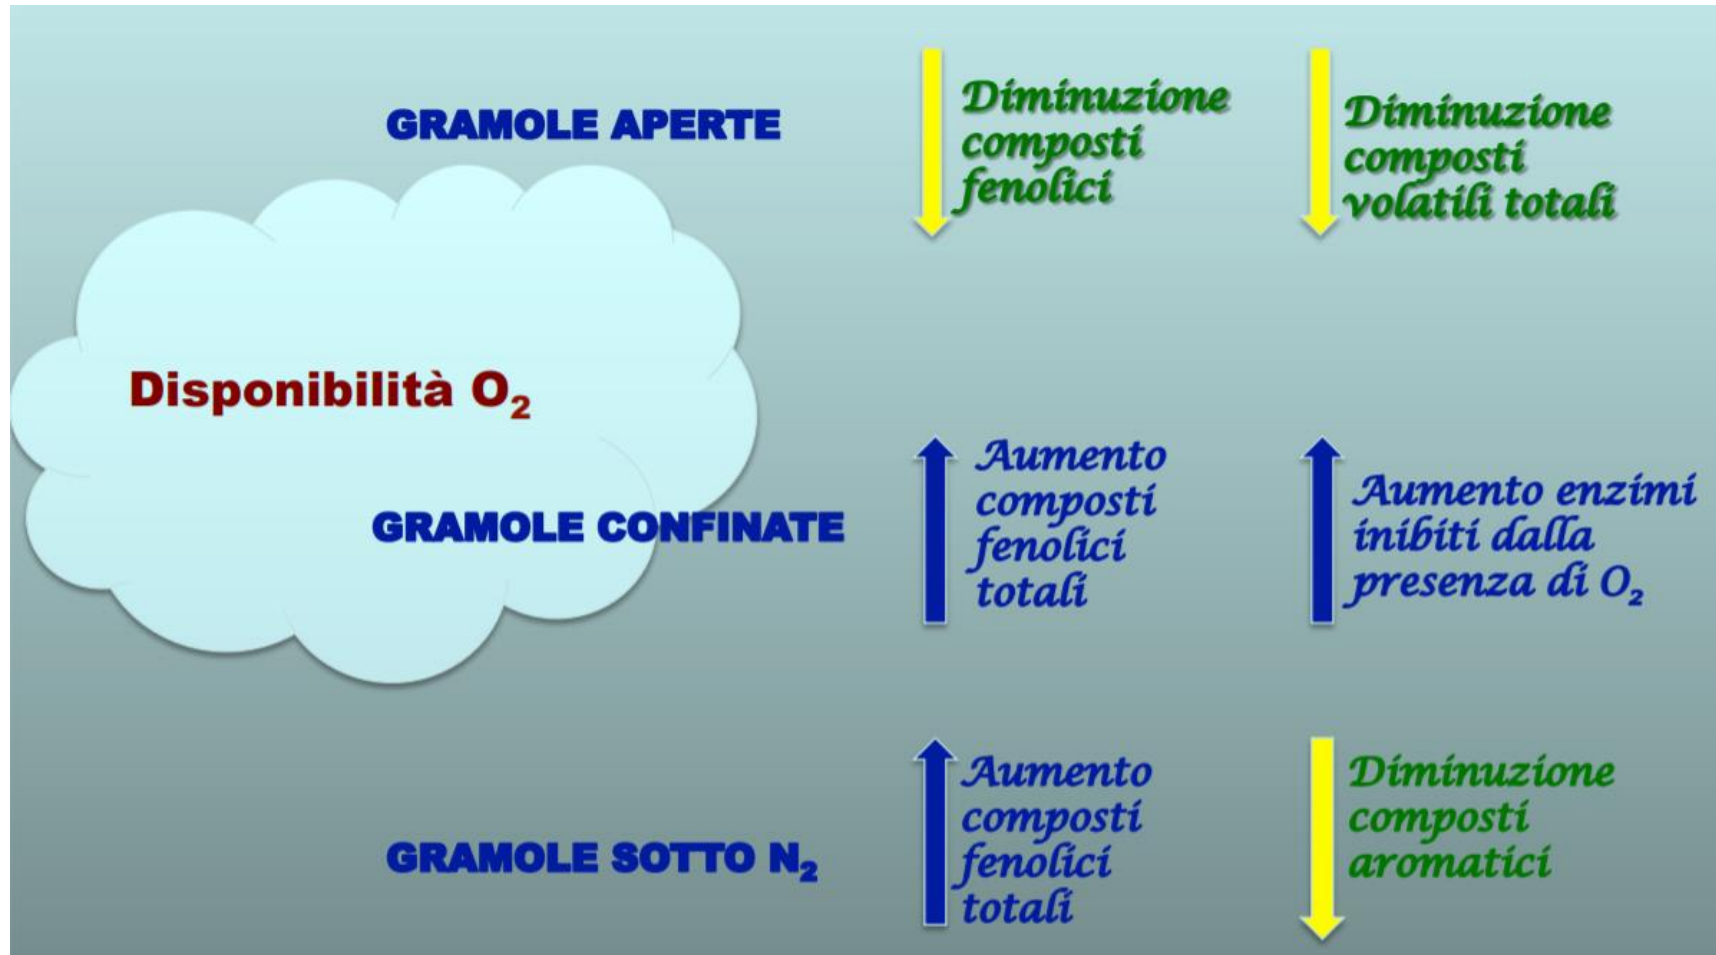 GRAMOLE APERTE
Diminuzione
composti
fenolici
Diminuzione
composti
volatili totali
Disponibilità O₂
GRAMOLE CONFINATE
Aumento
composti
fenolici
totali
Aumento enzimi
inibiti dalla
presenza di O₂
GRAMOLE SOTTO N₂
Aumento
composti
fenolici
totali
Diminuzione
composti
aromatici